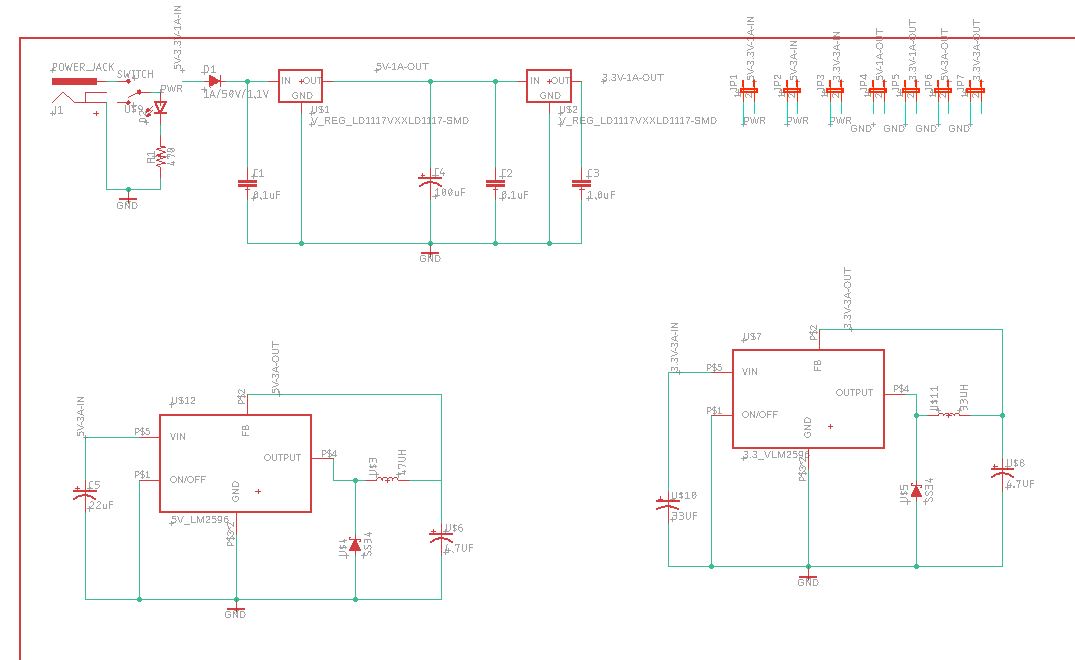 5V-3.3V-1A-IN
POWER_JACK
SWITCH
J1
PWR
R1
470
GND
D1
1A/50V/1,1V
IN
OUT
GND
U$1
V_REG_LD1117VXXLD1117-SMD
5V-1A-OUT
IN
OUT
GND
U$2
V_REG_LD1117VXXLD1117-SMD
3.3V-1A-OUT
C1
0.1uF
C4
100uF
C2
0.1uF
C3
1.0uF
GND
JP1
5V-3.3V-1A-IN
JP2
5V-3A-IN
JP3
3.3V-3A-IN
JP4
5V-1A-OUT
JP5
3.3V-1A-OUT
JP6
5V-3A-OUT
JP7
3.3V-3A-OUT
PWR
PWR
PWR
GND
GND
GND
GND
5V-3A-IN
5V-3A-OUT
U$12
P$2
P$5
VIN
FB
P$4
OUTPUT
P$1
ON/OFF
GND
5V_LM2596
C5
22uF
U$3
47UH
U$4
SS34
U$6
4.7UF
GND
3.3V-3A-IN
3.3V-3A-OUT
U$7
P$2
P$5
VIN
FB
P$4
OUTPUT
P$1
ON/OFF
GND
3.3_VLM2596
U$10
33UF
U$11
33UH
U$5
SS34
U$8
4.7UF
GND